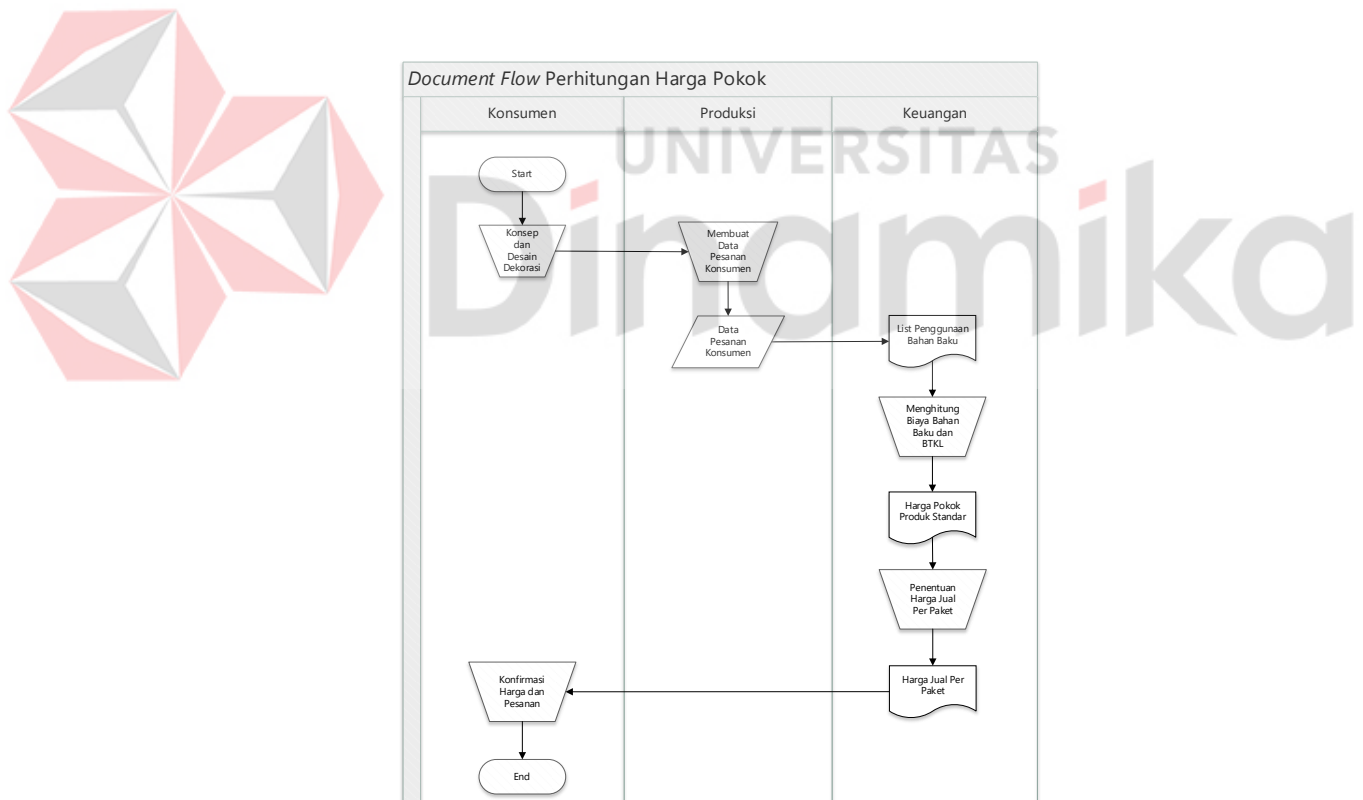 Document Flow Perhitungan Harga Pokok
Konsumen
Produksi
Keuangan
UNIVERSITAS
Dinamika
Start
Konsep
dan
Desain
Dekorasi
Membuat
Data
Pesanan
Konsumen
Data
Pesanan
Konsumen
List Penggunaan
Bahan Baku
Menghitung
Biaya Bahan
Baku dan
BTKL
Harga Pokok
Produk Standar
Penentuan
Harga Jual
Per Paket
Harga Jual Per
Paket
Konfirmasi
Harga dan
Pesanan
End